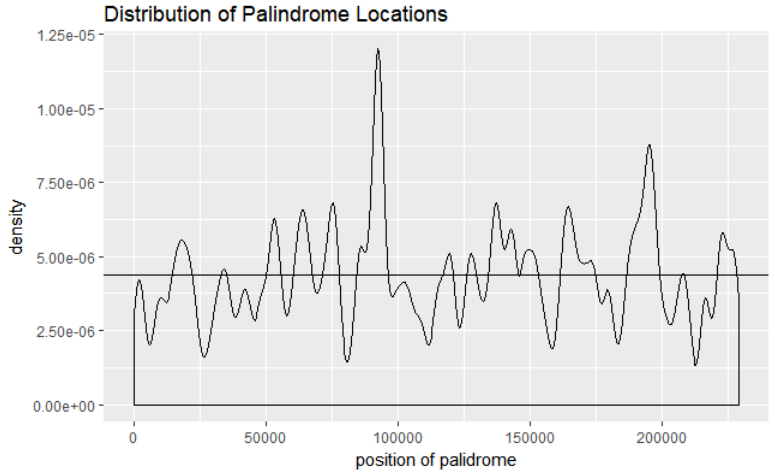 Distribution of Palindrome Locations
1.25e-05
1.00e-05
7.50e-06
5.00e-06
2.50e-06
0.00e+00
density
0 50000 100000 150000 200000
position of palidrome